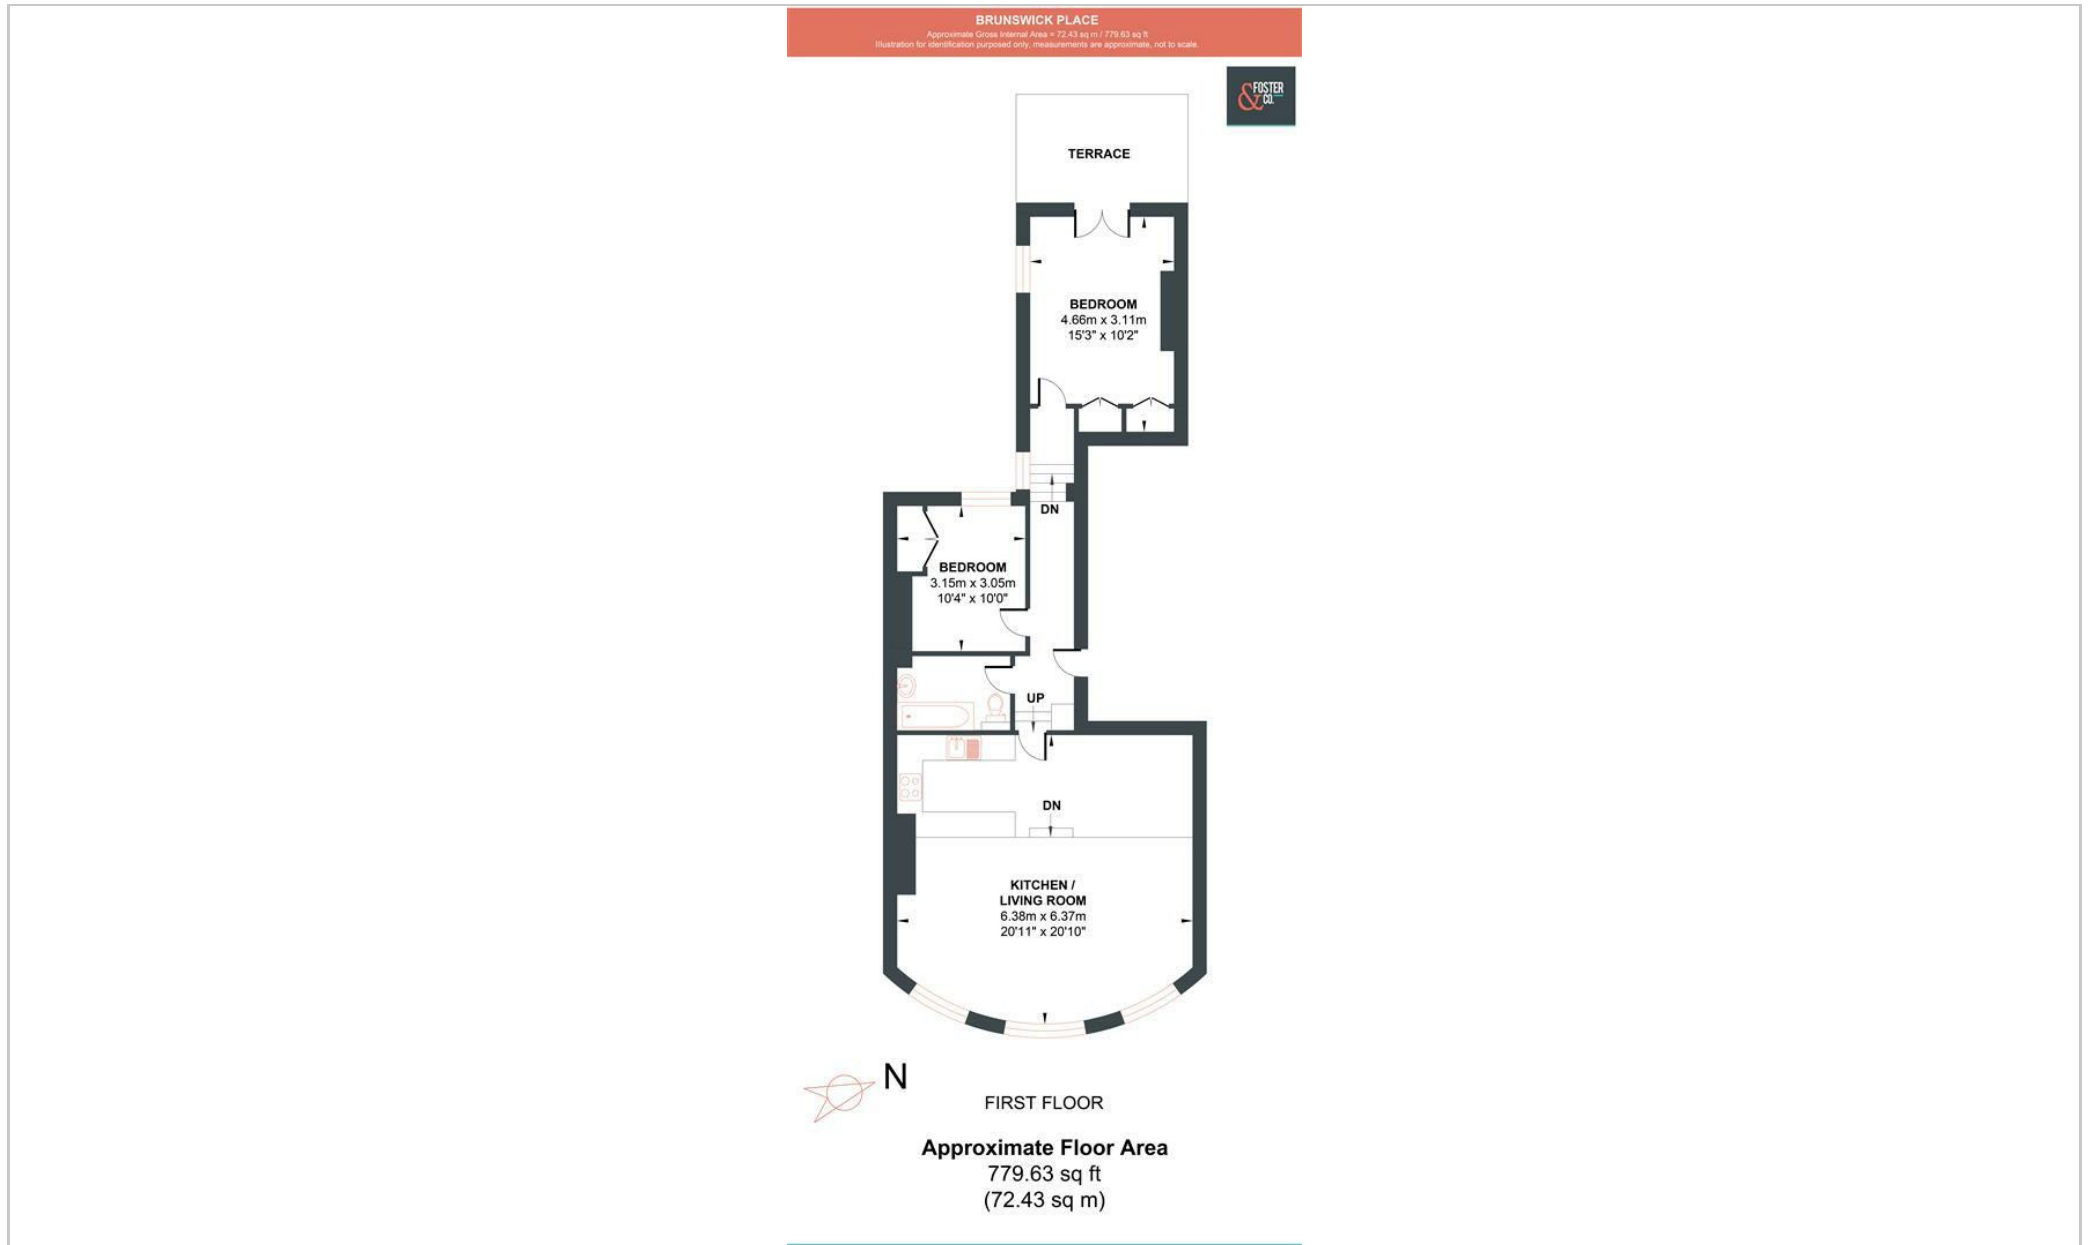 BRUNSWICK PLACE
Approximate Gross Internal Area = 72.43 sq m / 779.63 sq ft
Illustration for identification purposed only, measurements are approximate, not to scale.
& FOSTER
CO.
TERRACE
BEDROOM
4.66m x 3.11m
15'3" x 10'2"
DN
BEDROOM
3.15m x 3.05m
10'4" x 10'0"
UP
DN
KITCHEN /
LIVING ROOM
6.38m x 6.37m
20'11" x 20'10"
N
FIRST FLOOR
Approximate Floor Area
779.63 sq ft
(72.43 sq m)